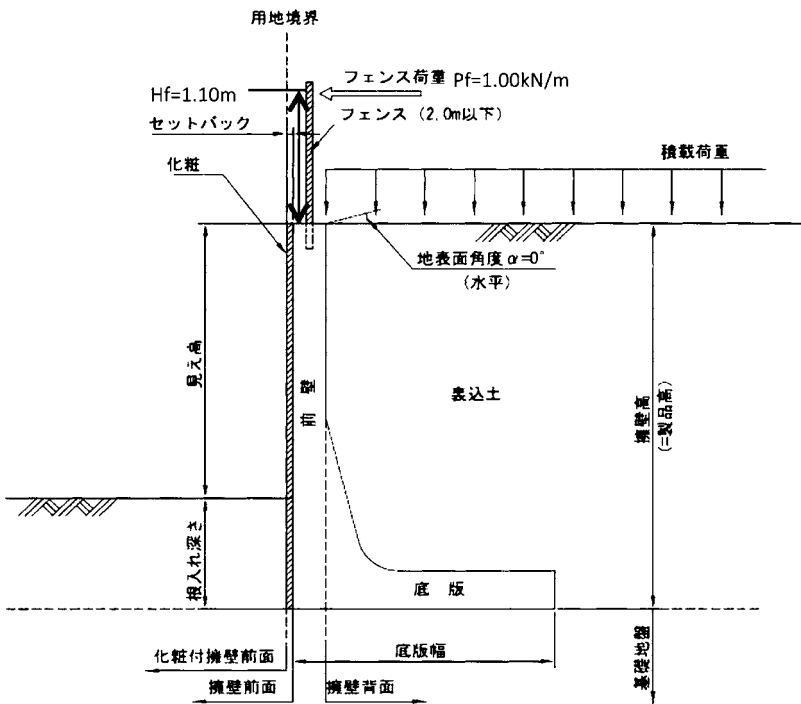 用地境界
フェンス荷重 Pf=1.00kN/m
Hf=1.10m
フェンス (2.0m以下)
セットバック
積載荷重
化粧
地表面角度 α=0°
(水平)
見え高
前壁
裏込土
擁壁高
(=製品高)
根入れ深さ
底版
化粧付擁壁前面
底版幅
基礎地盤
擁壁前面
擁壁背面